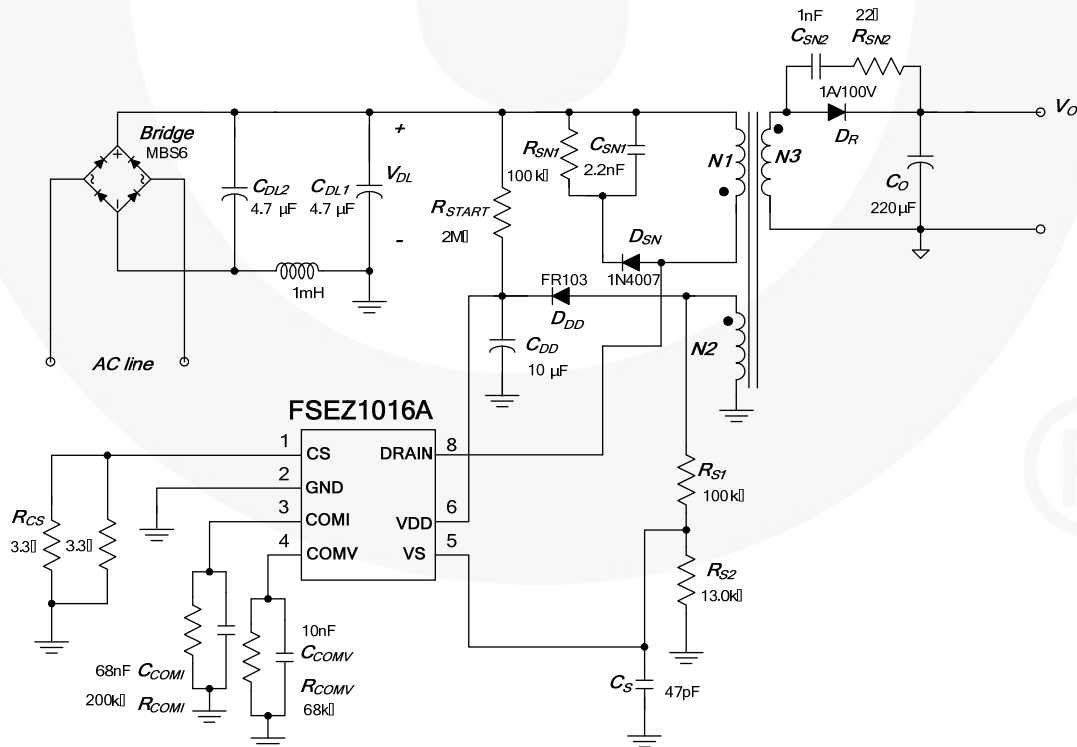 1nF
22▯
CSN2
RSN2
1A/100V
VO
DR
Bridge
MBS6
+
-
+
VDL
-
CDL2
4.7 µF
CDL1
4.7 µF
1mH
RSN1
100k▯
CSN1
2.2nF
RSTART
2M▯
DSN
1N4007
N1
N3
CO
220µF
FR103
DDD
N2
CDD
10 µF
AC line
FSEZ1016A
1
CS
2
GND
3
COMI
4
COMV
DRAIN
8
VDD
6
VS
5
RCS
3.3▯
3.3▯
RS1
100k▯
RS2
13.0k▯
CS
47pF
68nF CCOMI
200k▯ RCOMI
10nF
CCOMV
RCOMV
68k▯
R